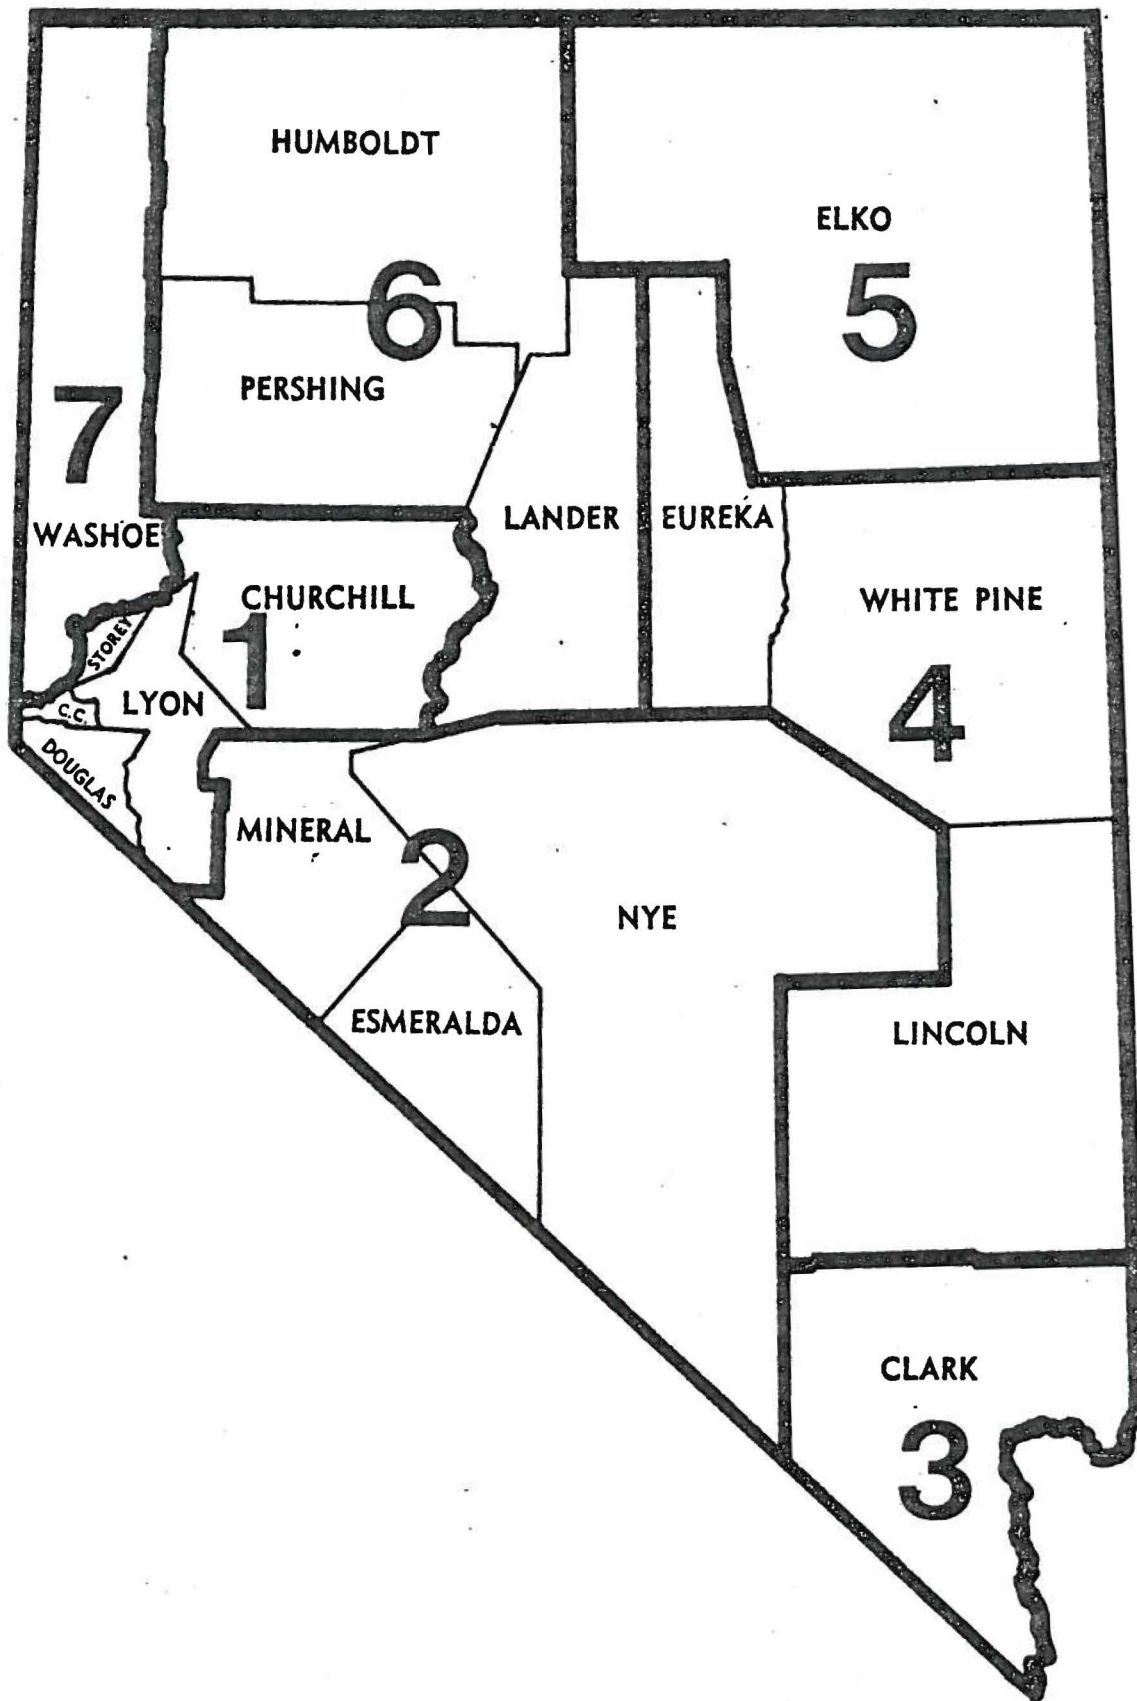 HUMBOLDT
ELKO
6
5
PERSHING
7
WASHOE
LANDER
EUREKA
CHURCHILL
WHITE PINE
1
STOREY
LYON
C.C.
4
DOUGLAS
MINERAL
2
NYE
ESMERALDA
LINCOLN
CLARK
3